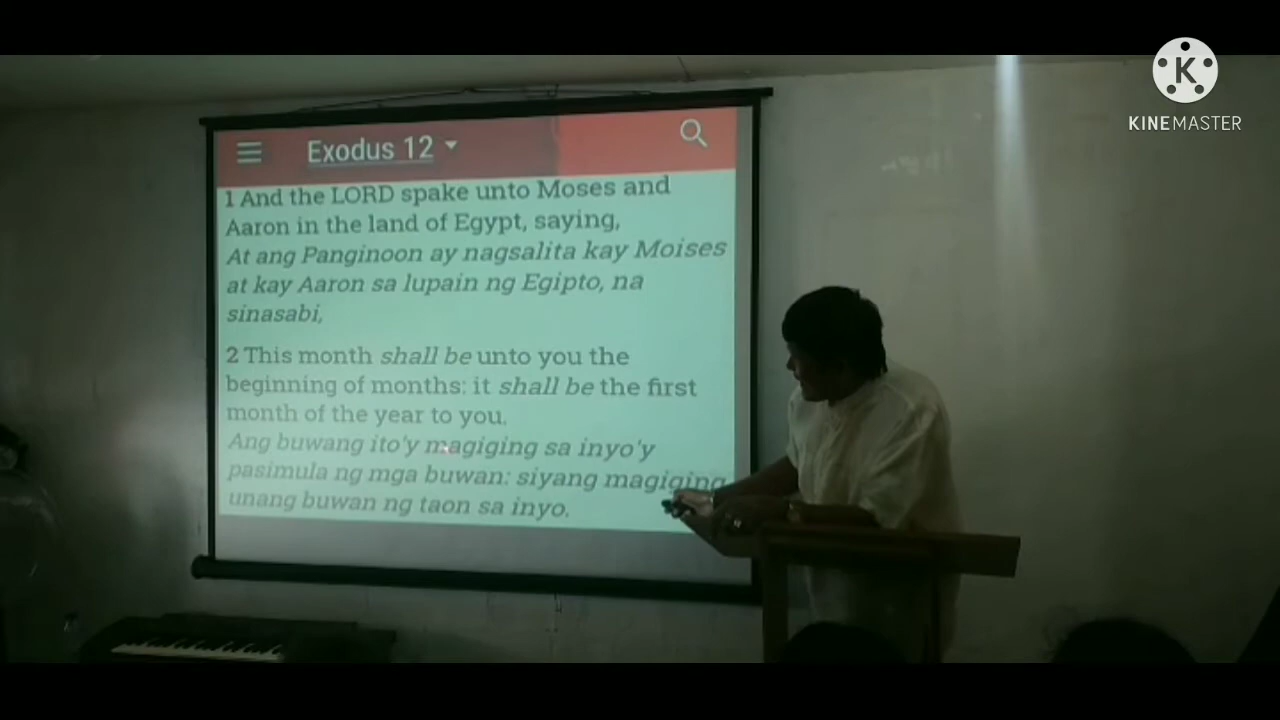 Exodus 12
1 And the LORD spake unto Moses and
Aaron in the land of Egypt, saying,
At ang Panginoon ay nagsalita kay Moises
at kay Aaron sa lupain ng Egipto, na
sinasabi,
2 This month shall be unto you the
beginning of months: it shall be the first
month of the year to you.
Ang buwang ito'y magiging sa inyo'y
pasimula ng mga buwan: siyang magiging
unang buwan ng taon sa inyo.
K
KINEMASTER